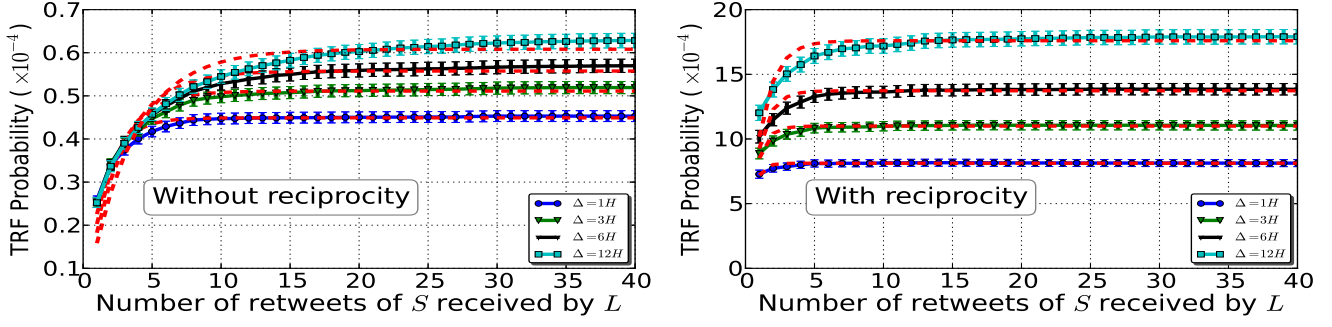 TRF Probability (×10⁻⁴)
0.7
0.6
0.5
0.4
0.3
0.2
0.1
0 5 10 15 20 25 30 35 40
Number of retweets of S received by L
Without reciprocity
Δ=1H
Δ=3H
Δ=6H
Δ=12H
TRF Probability (×10⁻⁴)
20
15
10
5
0
0 5 10 15 20 25 30 35 40
Number of retweets of S received by L
With reciprocity
Δ=1H
Δ=3H
Δ=6H
Δ=12H